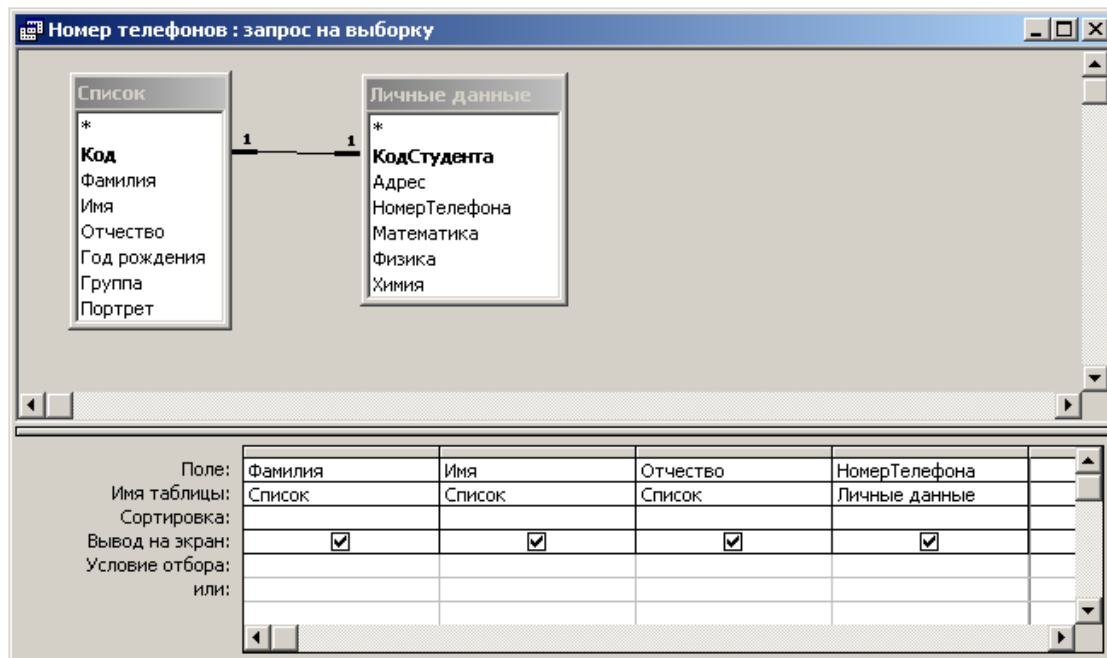 Номер телефонов : запрос на выборку
Список
*
Код
Фамилия
Имя
Отчество
Год рождения
Группа
Портрет
1 1
Личные данные
*
КодСтудента
Адрес
НомерТелефона
Математика
Физика
Химия
Поле: Фамилия Имя Отчество НомерТелефона
Имя таблицы: Список Список Список Личные данные
Сортировка:
Вывод на экран:
Условие отбора:
или: